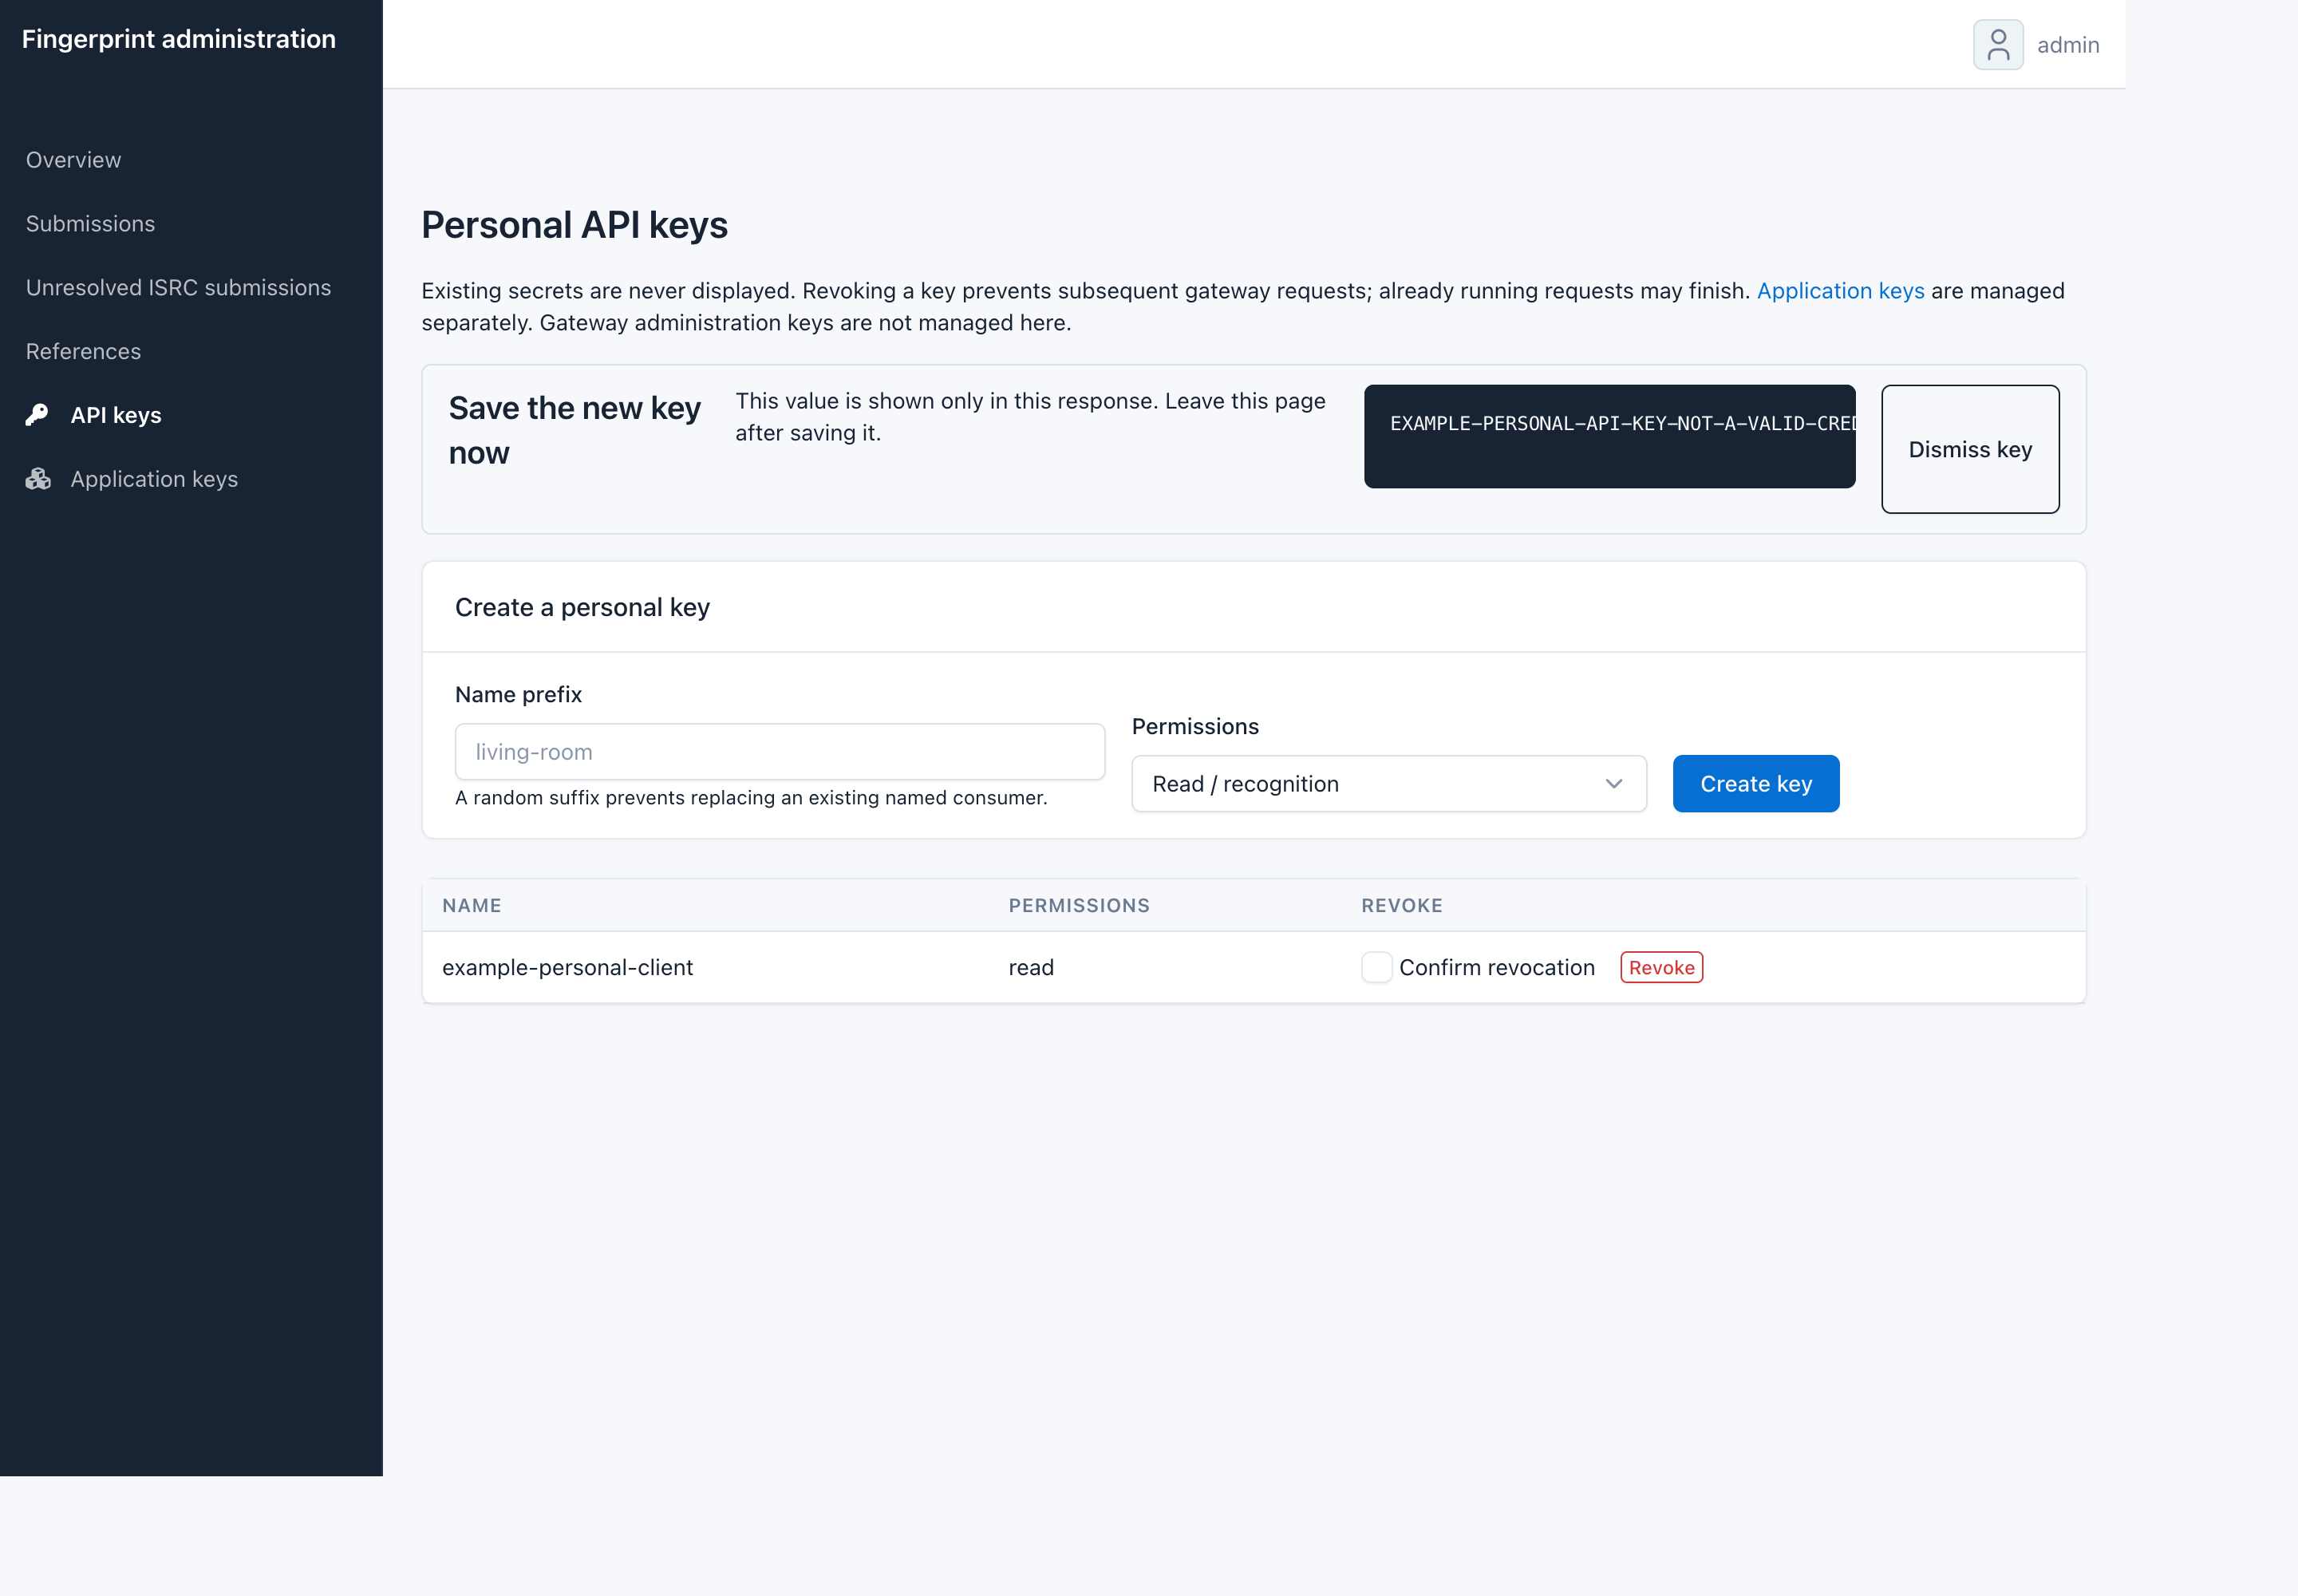 Fingerprint administration
admin
Overview
Submissions
Unresolved ISRC submissions
References
API keys
Application keys
Personal API keys
Existing secrets are never displayed. Revoking a key prevents subsequent gateway requests; already running requests may finish. Application keys are managed
separately. Gateway administration keys are not managed here.
Save the new key
now
This value is shown only in this response. Leave this page
after saving it.
EXAMPLE-PERSONAL-API-KEY-NOT-A-VALID-CRED
Dismiss key
Create a personal key
Name prefix
living-room
A random suffix prevents replacing an existing named consumer.
Permissions
Read / recognition
Create key
NAME PERMISSIONS REVOKE
example-personal-client read Confirm revocation Revoke